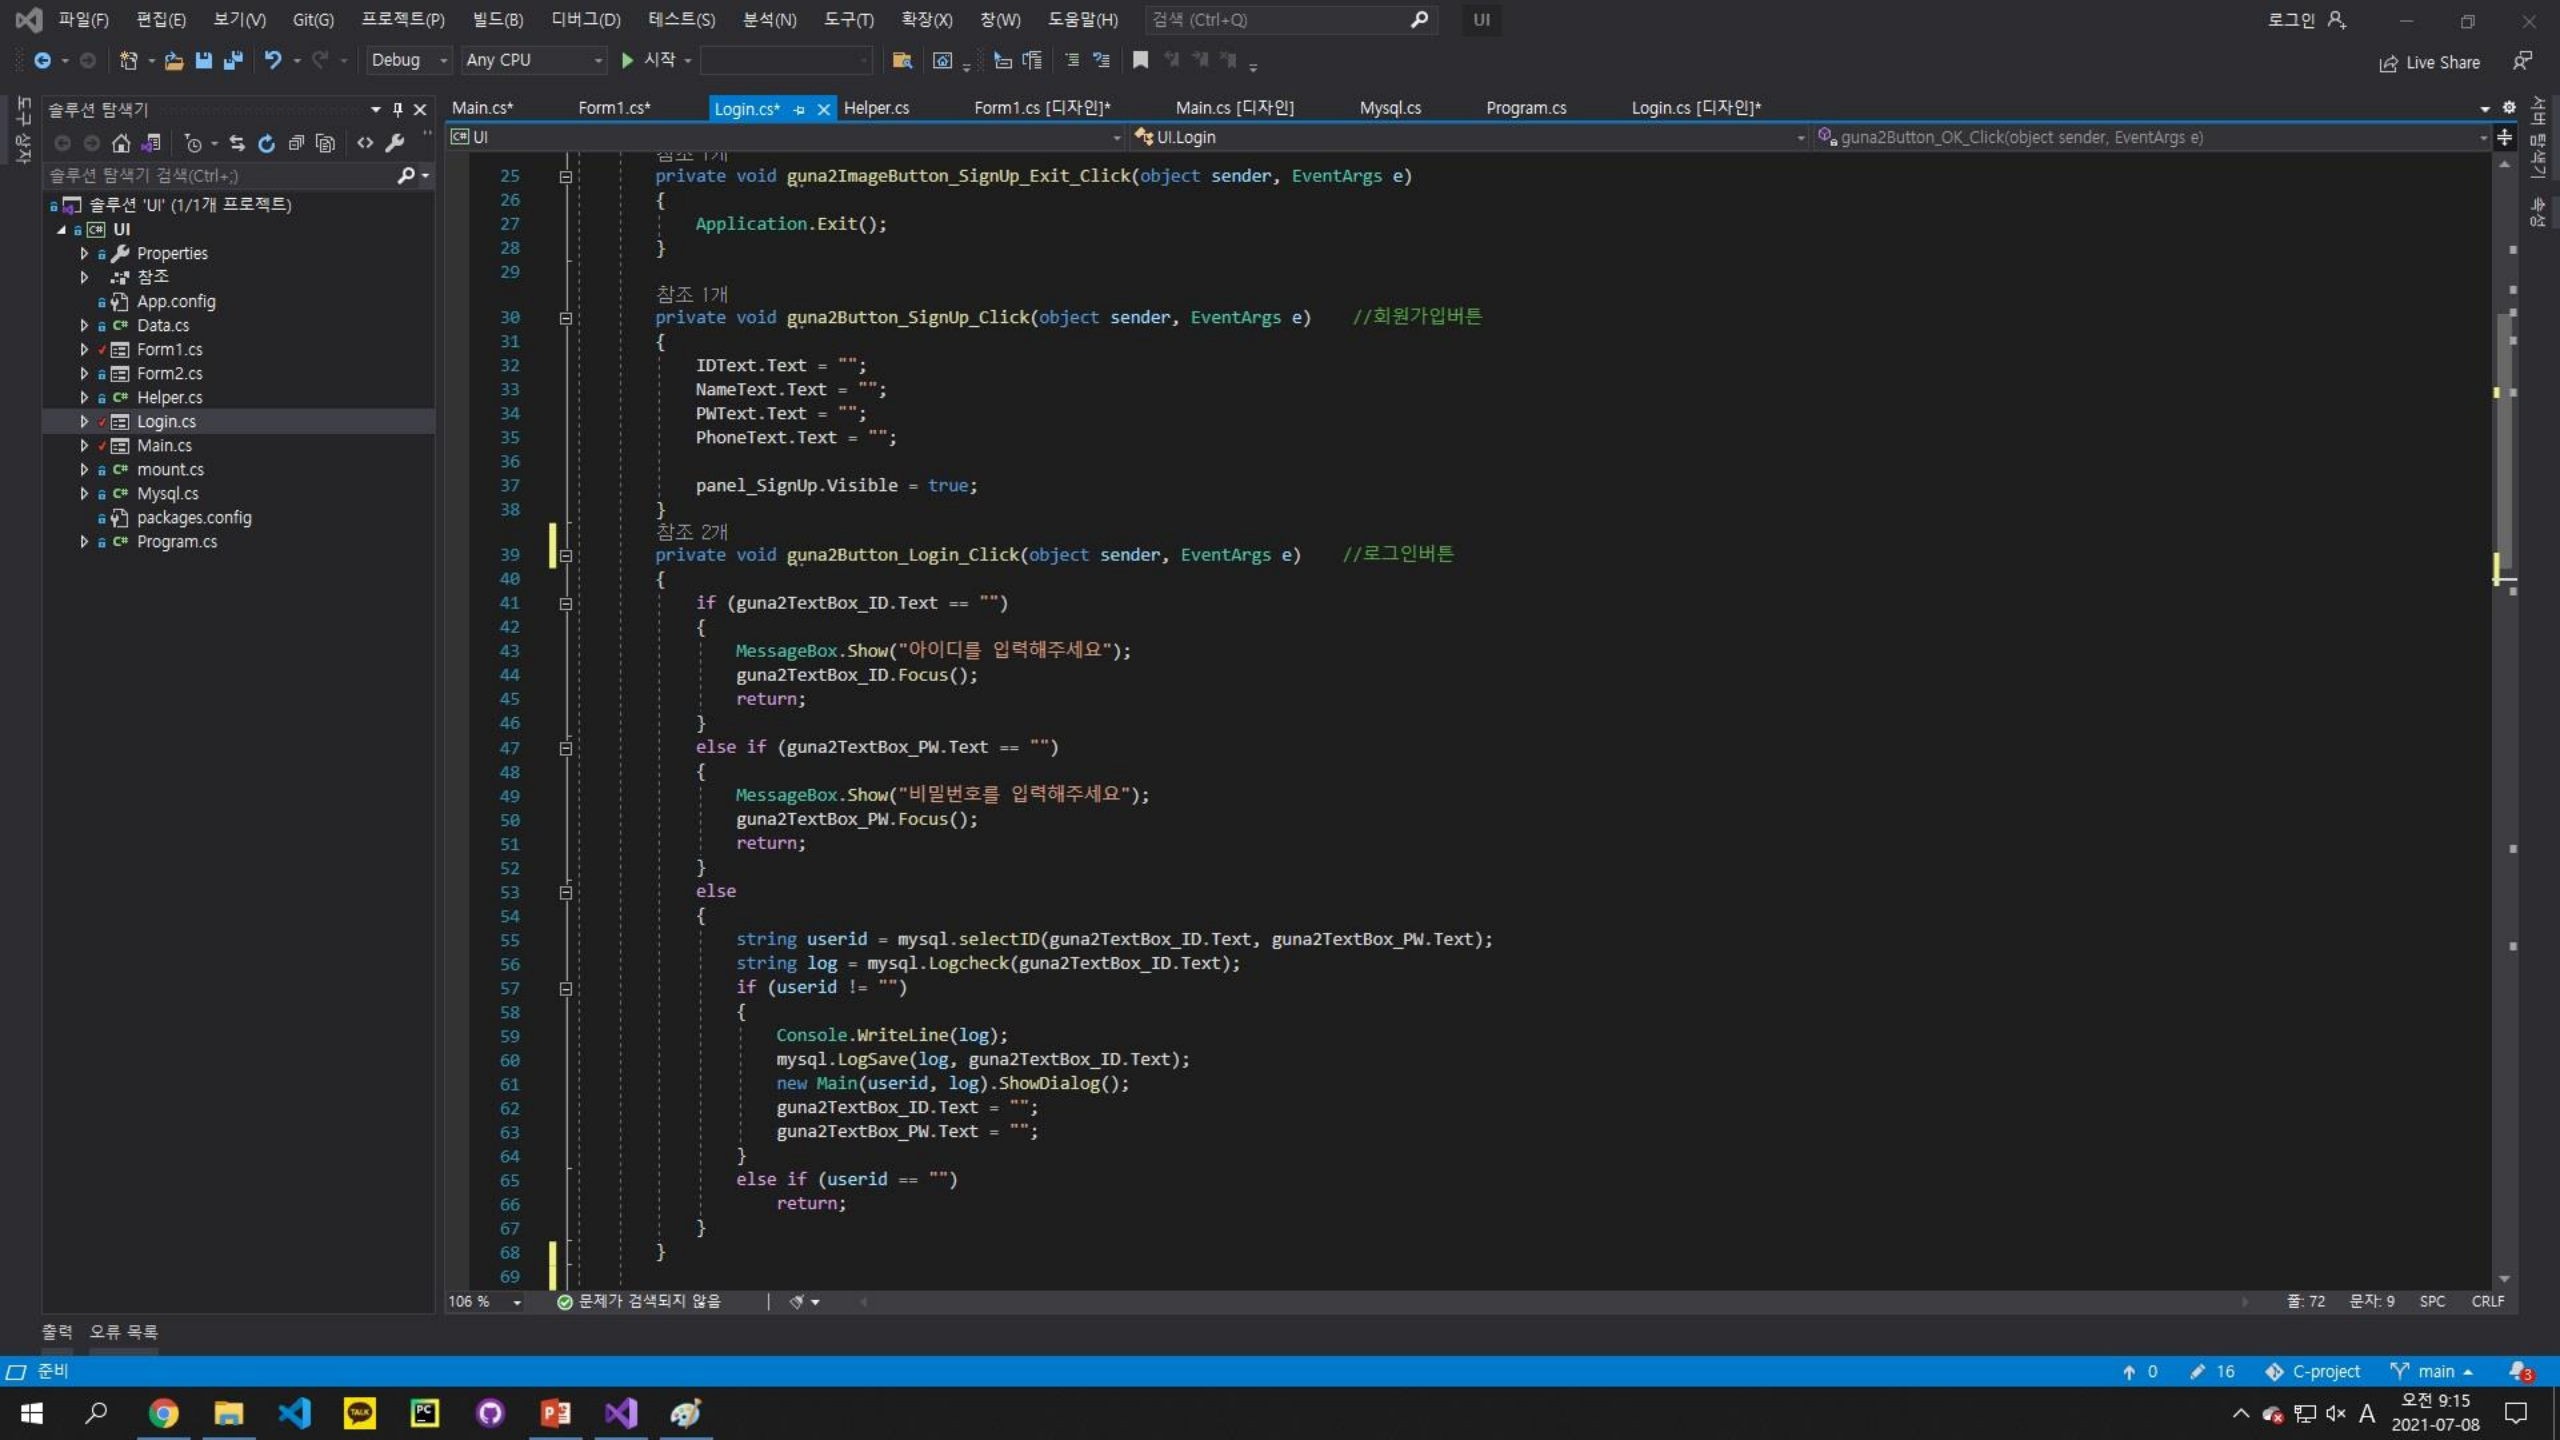 파일(F) 편집(E) 보기(V) Git(G) 프로젝트(P) 빌드(B) 디버그(D) 테스트(S) 분석(N) 도구(T) 확장(X) 창(W) 도움말(H) 검색 (Ctrl+Q) UI 로그인
Debug Any CPU 시작 Live Share
도구 상자
솔루션 탐색기
솔루션 탐색기 검색(Ctrl+;)
솔루션 'UI' (1/1개 프로젝트)
UI
Properties
참조
App.config
Data.cs
Form1.cs
Form2.cs
Helper.cs
Login.cs
Main.cs
mount.cs
Mysql.cs
packages.config
Program.cs
Main.cs* Form1.cs* Login.cs* Helper.cs Form1.cs [디자인]* Main.cs [디자인] Mysql.cs Program.cs Login.cs [디자인]*
UI UI.Login guna2Button_OK_Click(object sender, EventArgs e)
참조 1개
25 private void guna2ImageButton_SignUp_Exit_Click(object sender, EventArgs e)
26 {
27 Application.Exit();
28 }
29
참조 1개
30 private void guna2Button_SignUp_Click(object sender, EventArgs e) //회원가입버튼
31 {
32 IDText.Text = "";
33 NameText.Text = "";
34 PWText.Text = "";
35 PhoneText.Text = "";
36
37 panel_SignUp.Visible = true;
38 }
참조 2개
39 private void guna2Button_Login_Click(object sender, EventArgs e) //로그인버튼
40 {
41 if (guna2TextBox_ID.Text == "")
42 {
43 MessageBox.Show("아이디를 입력해주세요");
44 guna2TextBox_ID.Focus();
45 return;
46 }
47 else if (guna2TextBox_PW.Text == "")
48 {
49 MessageBox.Show("비밀번호를 입력해주세요");
50 guna2TextBox_PW.Focus();
51 return;
52 }
53 else
54 {
55 string userid = mysql.selectID(guna2TextBox_ID.Text, guna2TextBox_PW.Text);
56 string log = mysql.Logcheck(guna2TextBox_ID.Text);
57 if (userid != "")
58 {
59 Console.WriteLine(log);
60 mysql.LogSave(log, guna2TextBox_ID.Text);
61 new Main(userid, log).ShowDialog();
62 guna2TextBox_ID.Text = "";
63 guna2TextBox_PW.Text = "";
64 }
65 else if (userid == "")
66 return;
67 }
68 }
69
서버 탐색기
속성
106 % 문제가 검색되지 않음 줄: 72 문자: 9 SPC CRLF
출력 오류 목록
준비 0 16 C-project main 3
TALK PC A 오전 9:15
2021-07-08